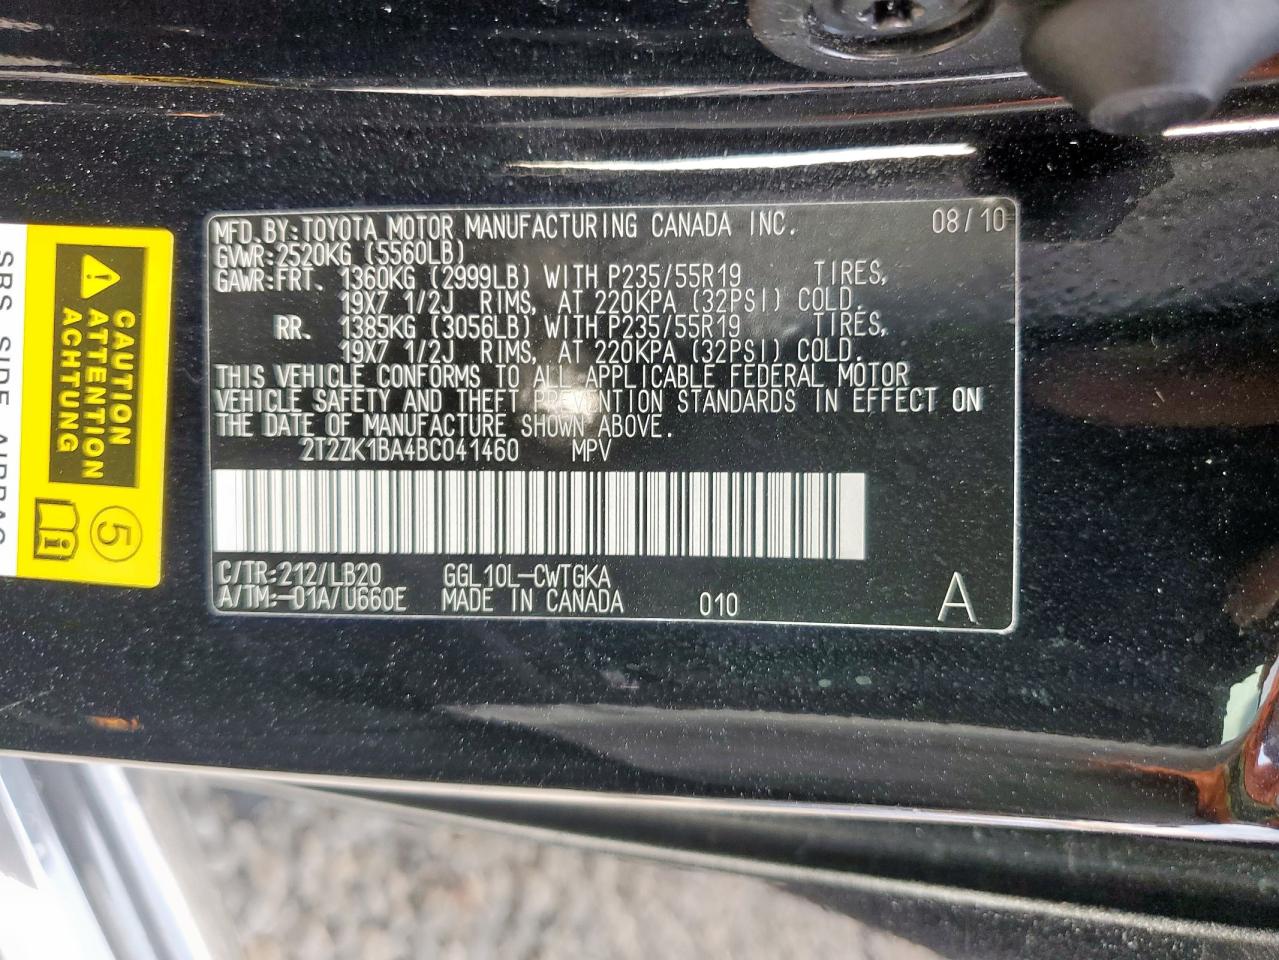 MFD. BY: TOYOTA MOTOR MANUFACTURING CANADA INC. 08/10
GVWR: 2520KG (5560LB)
GAWR: FRT. 1360KG (2999LB) WITH P235/55R19 TIRES,
19X7 1/2J RIMS, AT 220KPA (32PSI) COLD.
RR. 1385KG (3056LB) WITH P235/55R19 TIRES,
19X7 1/2J RIMS, AT 220KPA (32PSI) COLD.
THIS VEHICLE CONFORMS TO ALL APPLICABLE FEDERAL MOTOR
VEHICLE SAFETY AND THEFT PREVENTION STANDARDS IN EFFECT ON
THE DATE OF MANUFACTURE SHOWN ABOVE.
2T2ZK1BA4BC041460 MPV
C/TR: 212/LB20 GGL10L-CWTGKA
A/TM: -01A/U660E MADE IN CANADA 010 A
CAUTION
ATTENTION
ACHTUNG
5
i
SRS SIDE AIRBAG